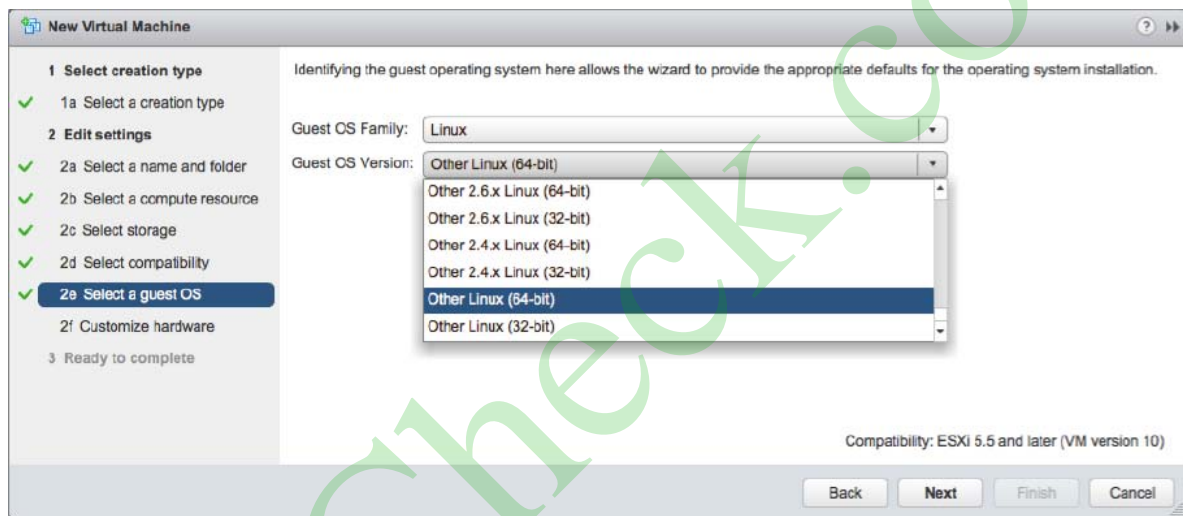 New Virtual Machine
?
1 Select creation type
1a Select a creation type
2 Edit settings
2a Select a name and folder
2b Select a compute resource
2c Select storage
2d Select compatibility
2e Select a guest OS
2f Customize hardware
3 Ready to complete
Identifying the guest operating system here allows the wizard to provide the appropriate defaults for the operating system installation.
Guest OS Family: Linux
Guest OS Version: Other Linux (64-bit)
Other 2.6.x Linux (64-bit)
Other 2.6.x Linux (32-bit)
Other 2.4.x Linux (64-bit)
Other 2.4.x Linux (32-bit)
Other Linux (64-bit)
Other Linux (32-bit)
Compatibility: ESXi 5.5 and later (VM version 10)
Back Next Finish Cancel
Check.co